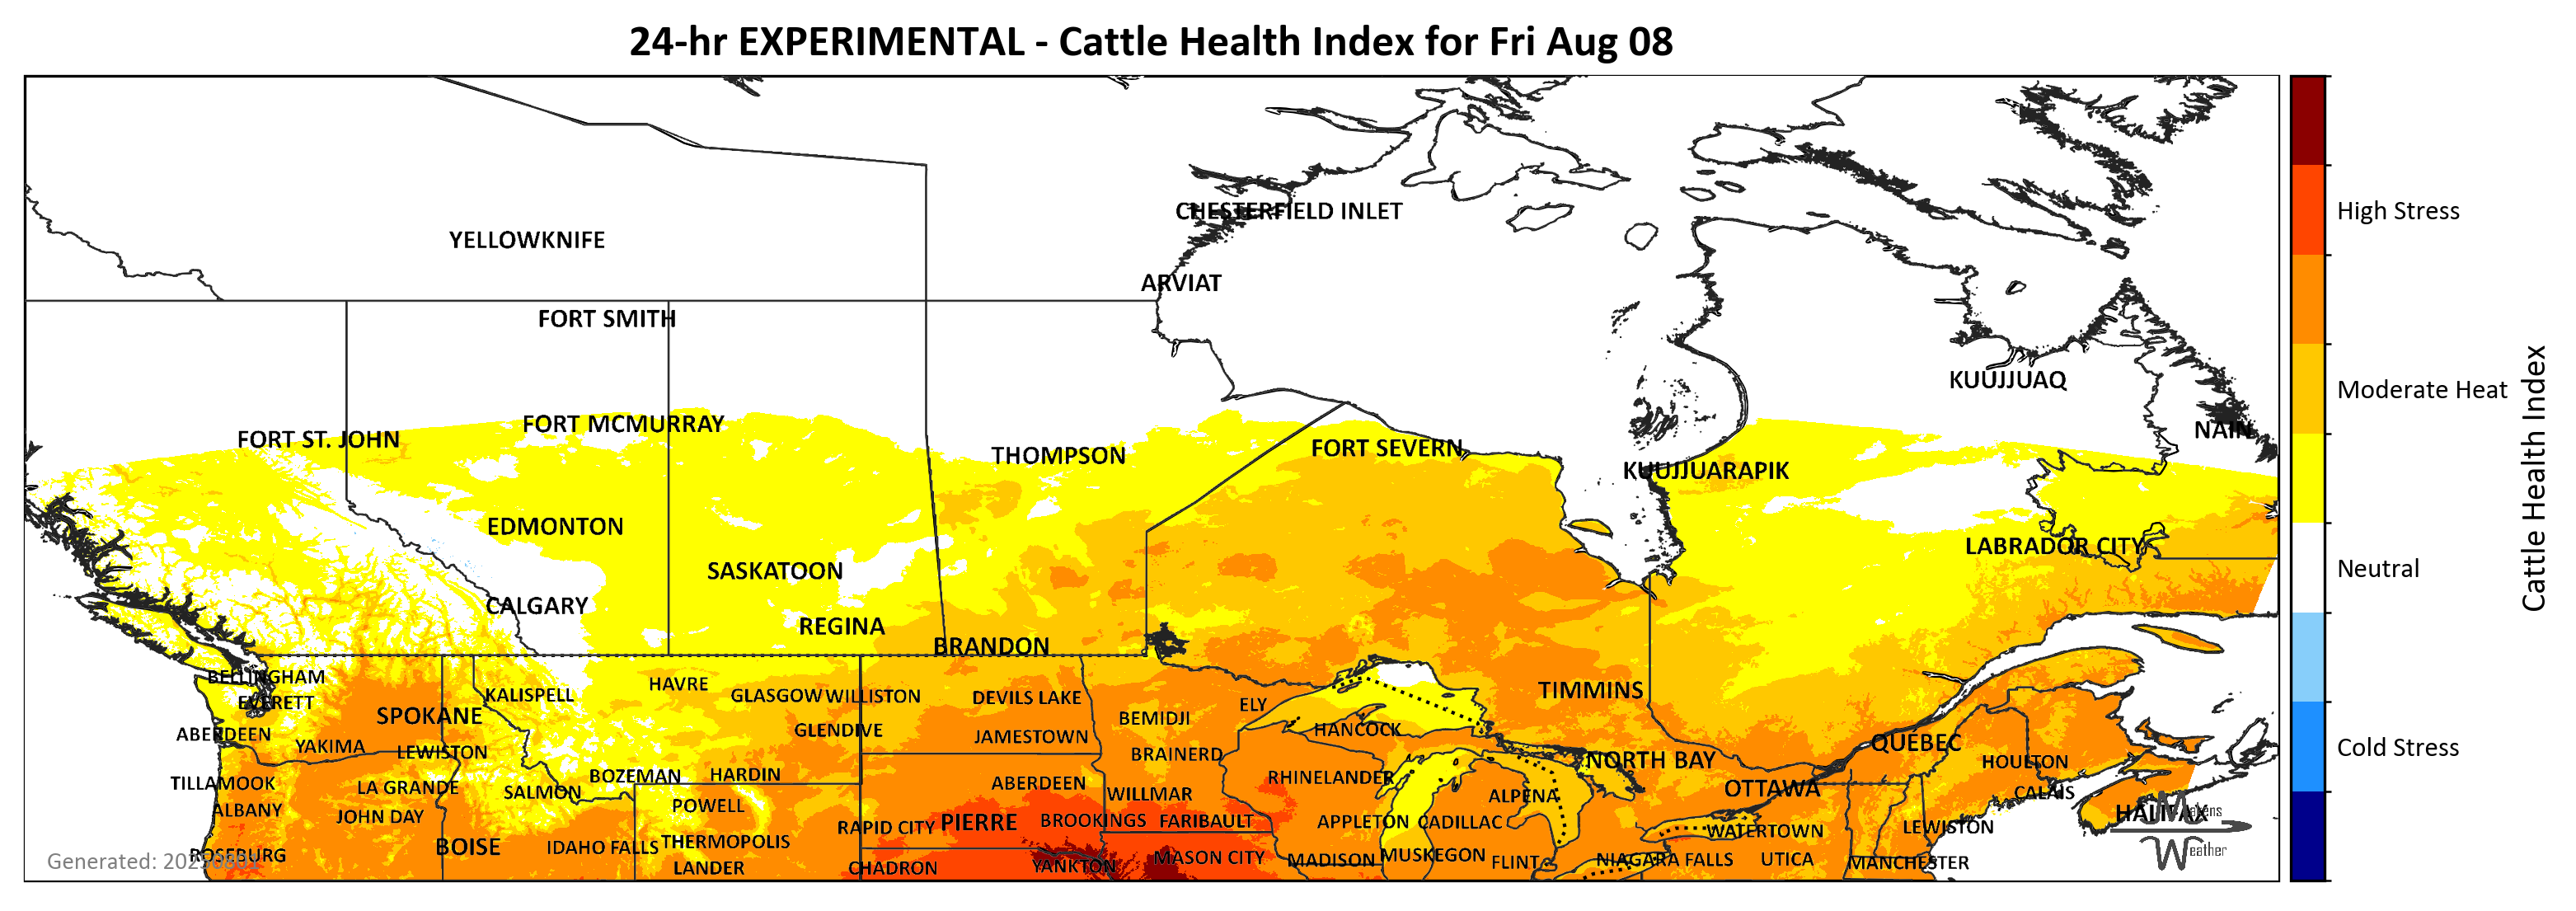 24-hr EXPERIMENTAL - Cattle Health Index for Fri Aug 08
CHESTERFIELD INLET
YELLOWKNIFE
ARVIAT
FORT SMITH
KUUJJUAQ
FORT MCMURRAY
NAIN
FORT ST. JOHN
FORT SEVERN
THOMPSON
KUUJJUARAPIK
EDMONTON
LABRADOR CITY
SASKATOON
CALGARY
REGINA
BRANDON
BELLINGHAM
HAVRE
TIMMINS
KALISPELL
GLASGOW WILLISTON
DEVILS LAKE
EVERETT
ELY
SPOKANE
BEMIDJI
GLENDIVE
HANCOCK
ABERDEEN
JAMESTOWN
QUEBEC
YAKIMA
LEWISTON
BRAINERD
NORTH BAY
HOULTON
BOZEMAN
HARDIN
RHINELANDER
TILLAMOOK
ABERDEEN
LA GRANDE
OTTAWA
SALMON
WILLMAR
CALAIS
ALPENA
POWELL
ALBANY
HALIFAX
Makens
JOHN DAY
PIERRE
BROOKINGS
FARIBAULT
APPLETON
CADILLAC
RAPID CITY
LEWISTON
WATERTOWN
THERMOPOLIS
BOISE
IDAHO FALLS
Weather
ROSEBURG
MUSKEGON
MASON CITY
MADISON
NIAGARA FALLS
UTICA
FLINT
MANCHESTER
YANKTON
LANDER
CHADRON
Generated:
High Stress
Moderate Heat
Neutral
Cold Stress
Cattle Health Index